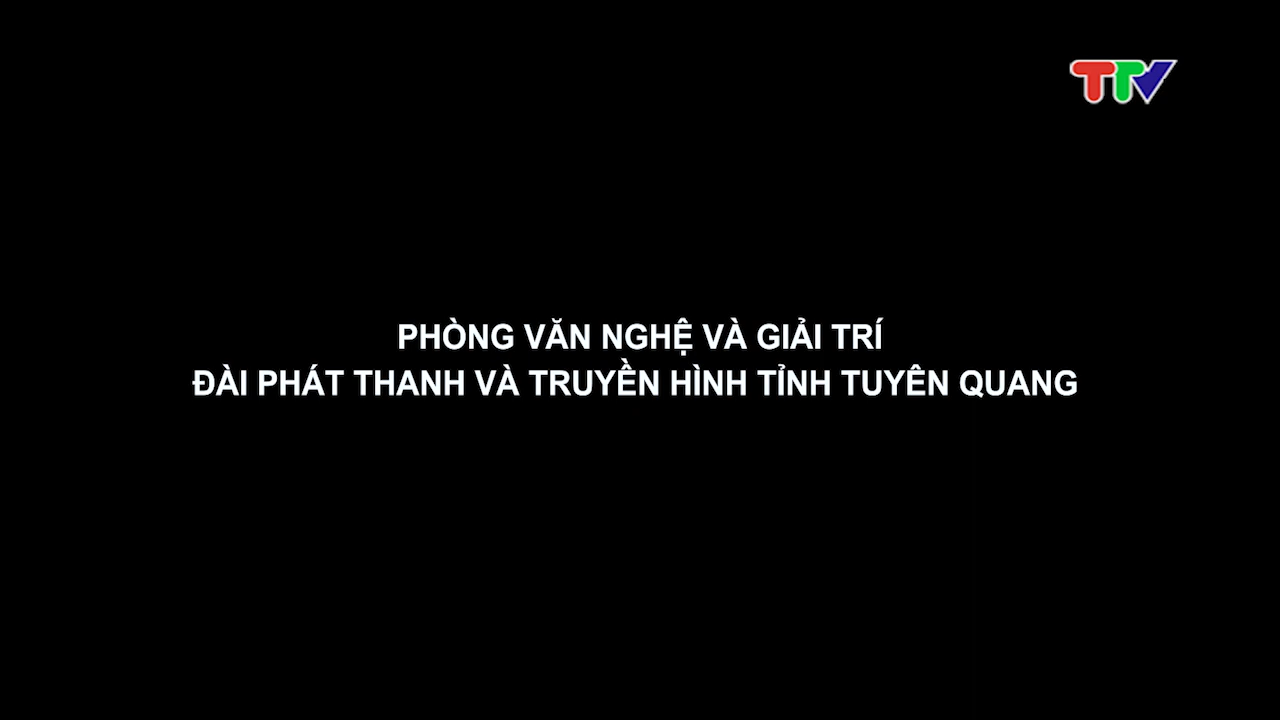 TTV
PHÒNG VĂN NGHỆ VÀ GIẢI TRÍ
ĐÀI PHÁT THANH VÀ TRUYỀN HÌNH TỈNH TUYÊN QUANG